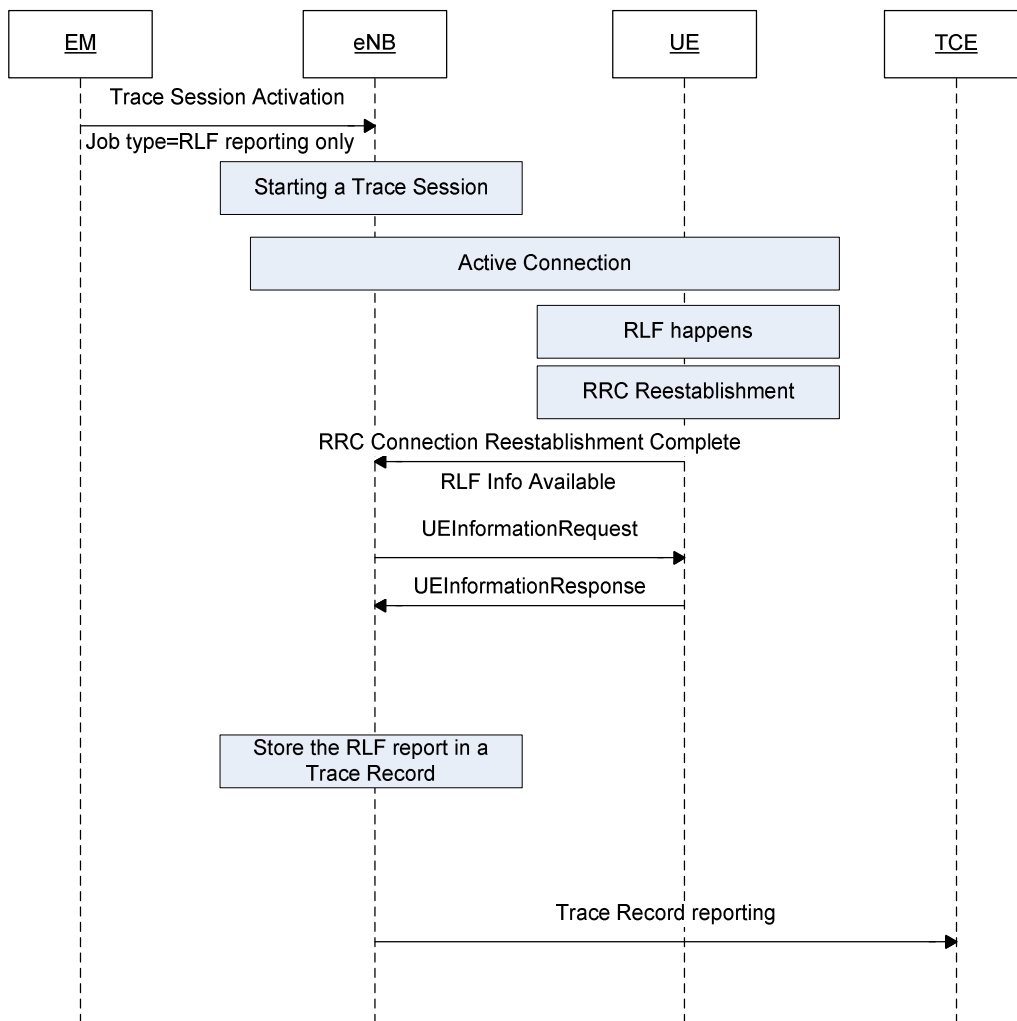 EM
eNB
UE
TCE
Trace Session Activation
Job type=RLF reporting only
Starting a Trace Session
Active Connection
RLF happens
RRC Reestablishment
RRC Connection Reestablishment Complete
RLF Info Available
UEInformationRequest
UEInformationResponse
Store the RLF report in a
Trace Record
Trace Record reporting